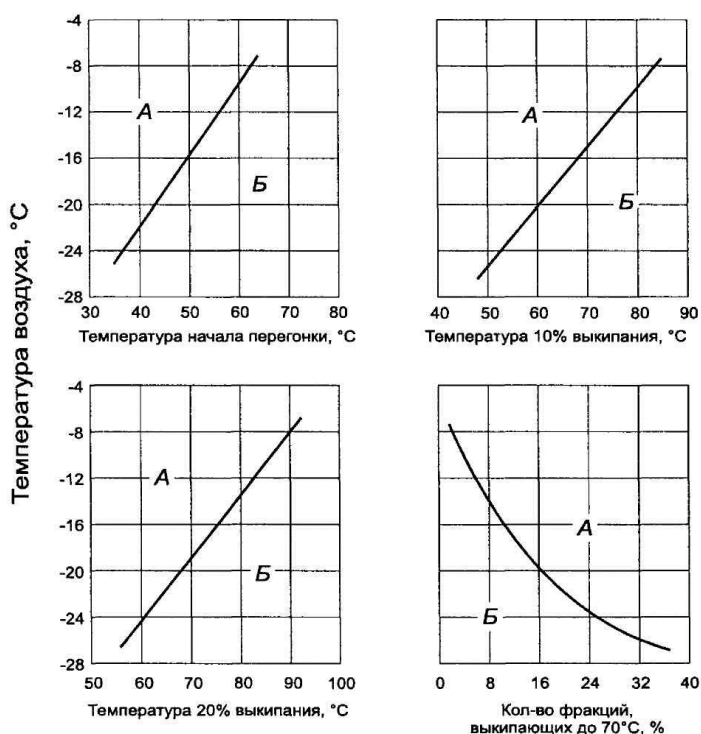 Температура воздуха, °C
-4
-8
-12
-16
-20
-24
-28
А
Б
30 40 50 60 70 80
Температура начала перегонки, °C
А
Б
40 50 60 70 80 90
Температура 10% выкипания, °C
-4
-8
-12
-16
-20
-24
-28
А
Б
50 60 70 80 90 100
Температура 20% выкипания, °C
А
Б
0 8 16 24 32 40
Кол-во фракций,
выкипающих до 70°C, %